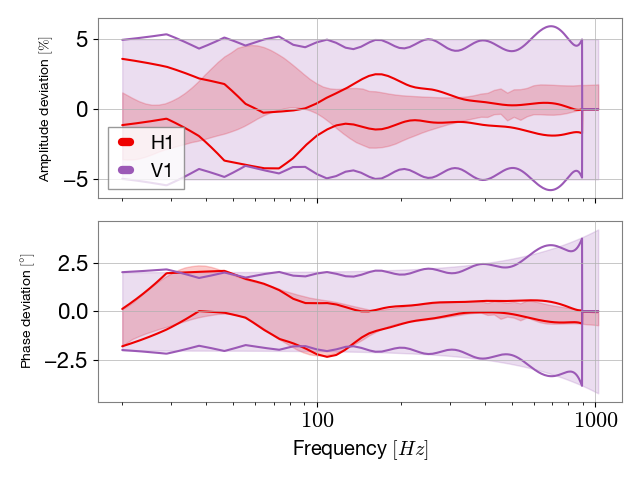 Amplitude deviation [%]
5
0
−5
H1
V1
Phase deviation [°]
2.5
0.0
−2.5
100
1000
Frequency [Hz]